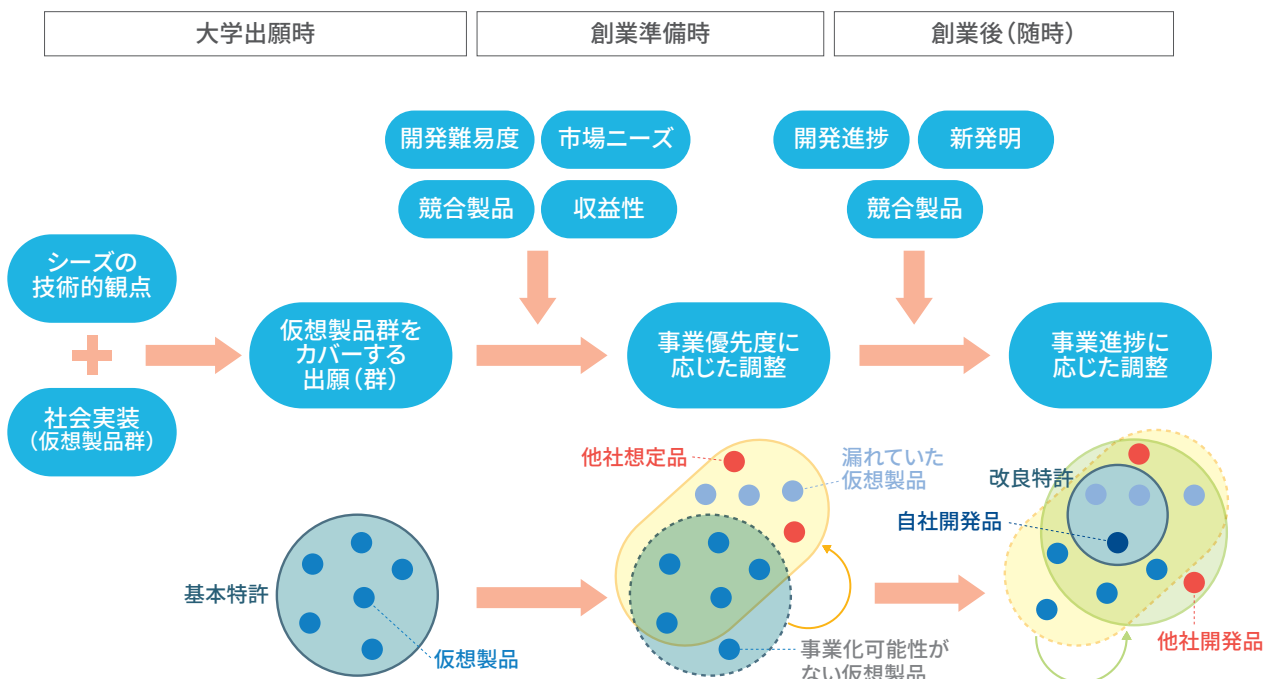 大学出願時
創業準備時
創業後（随時）
開発難易度
市場ニーズ
競合製品
収益性
開発進捗
新発明
競合製品
シーズの
技術的観点
社会実装
（仮想製品群）
仮想製品群を
カバーする
出願（群）
事業優先度に
応じた調整
事業進捗に
応じた調整
基本特許
仮想製品
他社想定品
漏れていた
仮想製品
事業化可能性が
ない仮想製品
改良特許
自社開発品
他社開発品